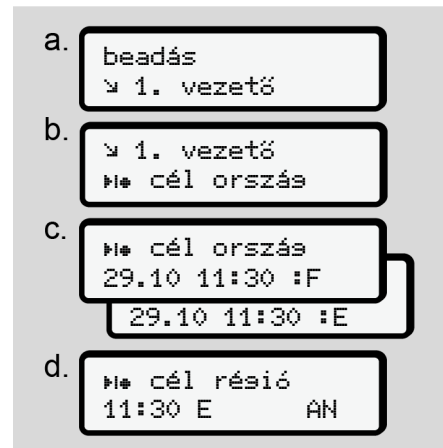 a.
beadás
↘ 1. vezető
b.
↘ 1. vezető
⏵I● cél ország
c.
⏵I● cél ország
29.10 11:30 :F
29.10 11:30 :E
d.
⏵I● cél régió
11:30 E AN